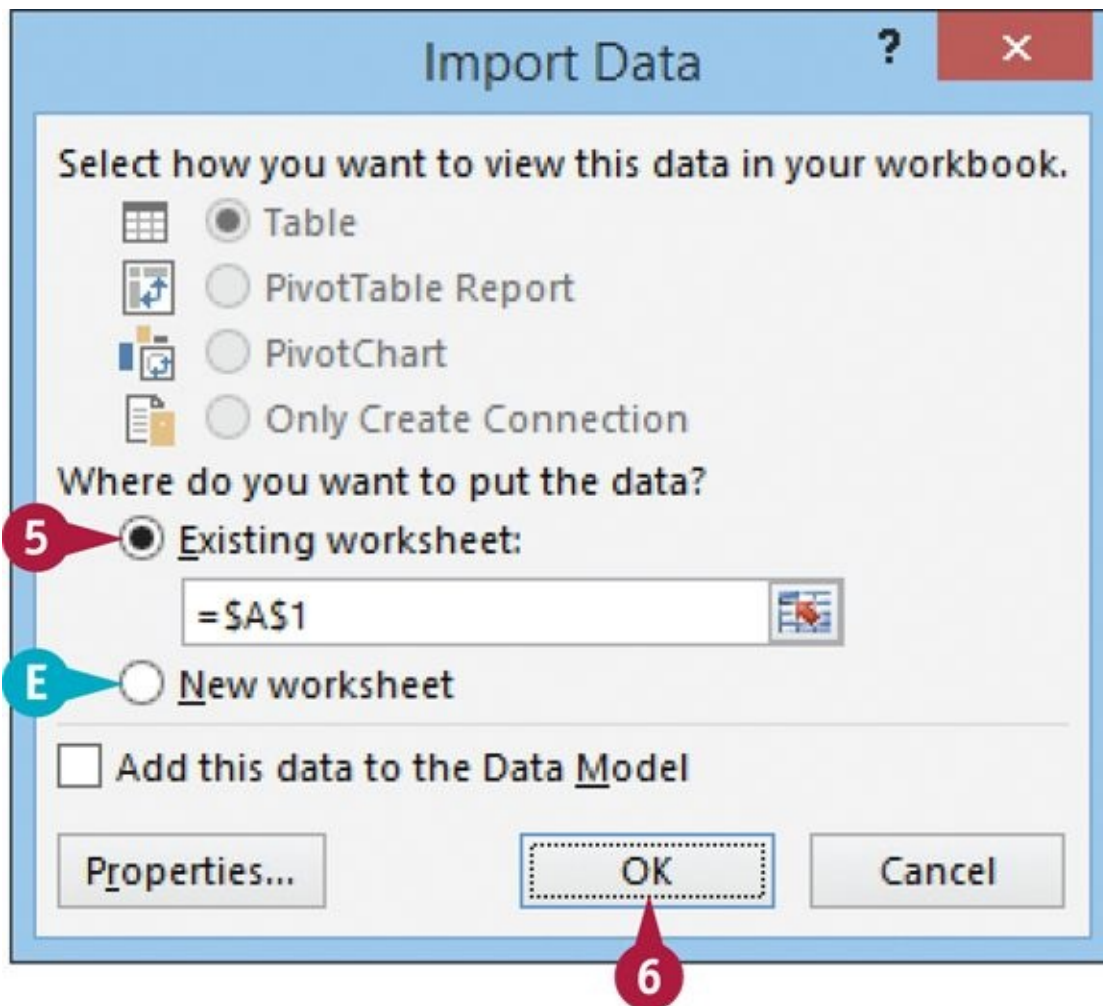 Import Data
?
×
Select how you want to view this data in your workbook.
Table
PivotTable Report
PivotChart
Only Create Connection
Where do you want to put the data?
5
Existing worksheet:
=$A$1
E
New worksheet
Add this data to the Data Model
Properties... OK Cancel
6